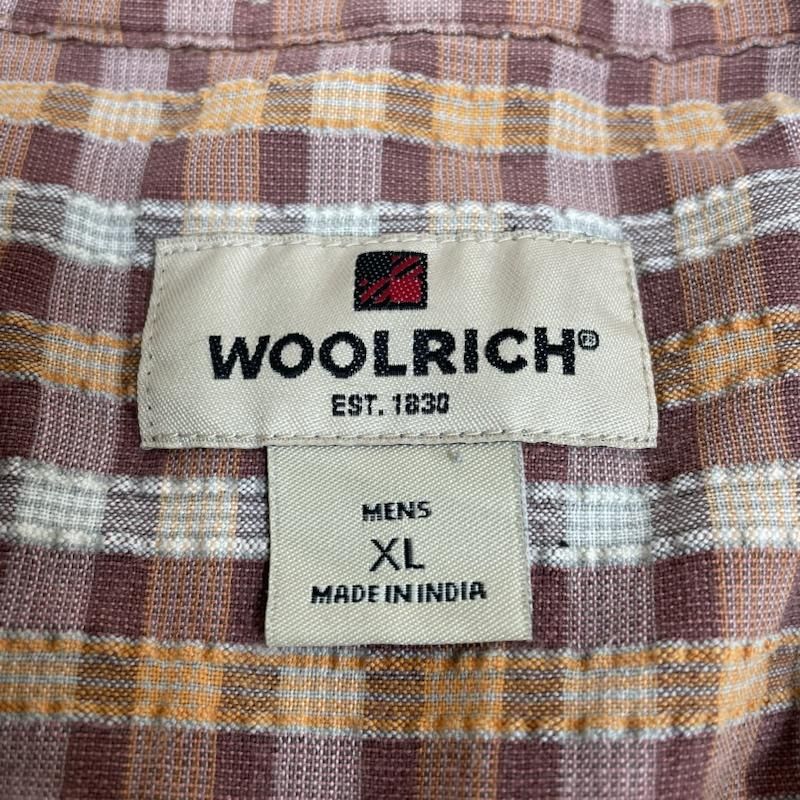 WOOLRICH®
EST. 1830
MENS
XL
MADE IN INDIA